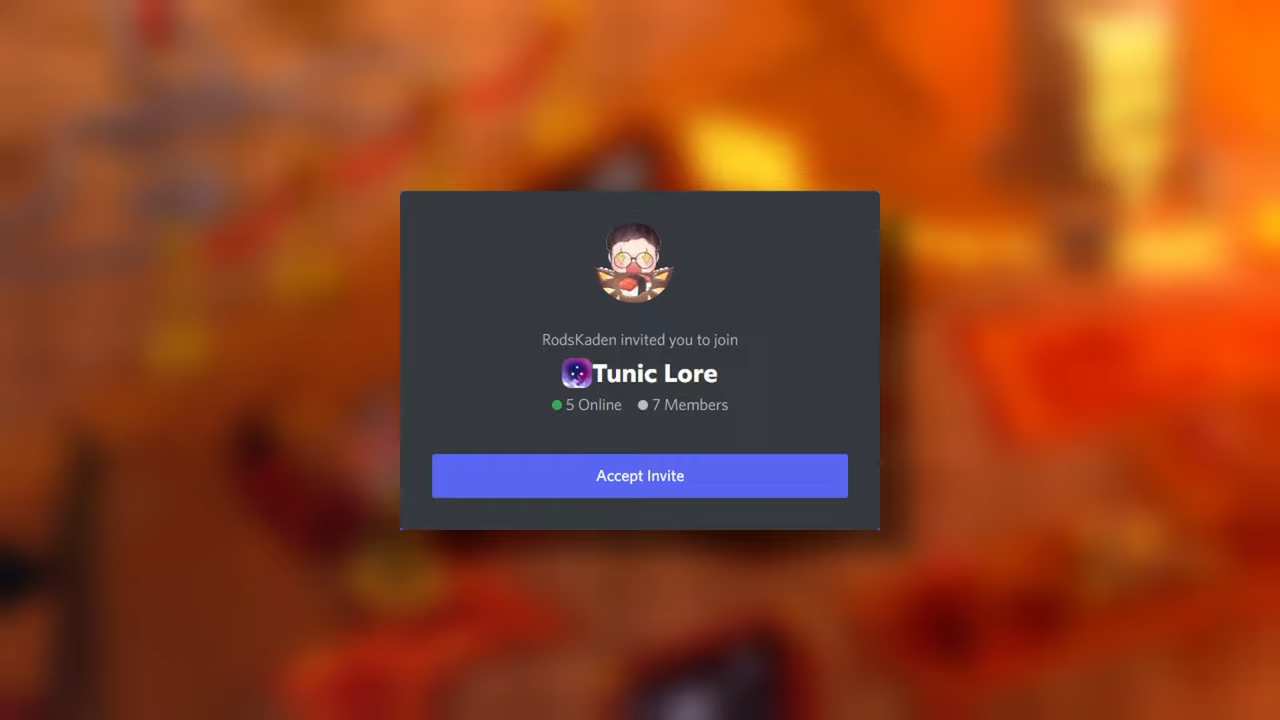 RodsKaden invited you to join
Tunic Lore
5 Online 7 Members
Accept Invite